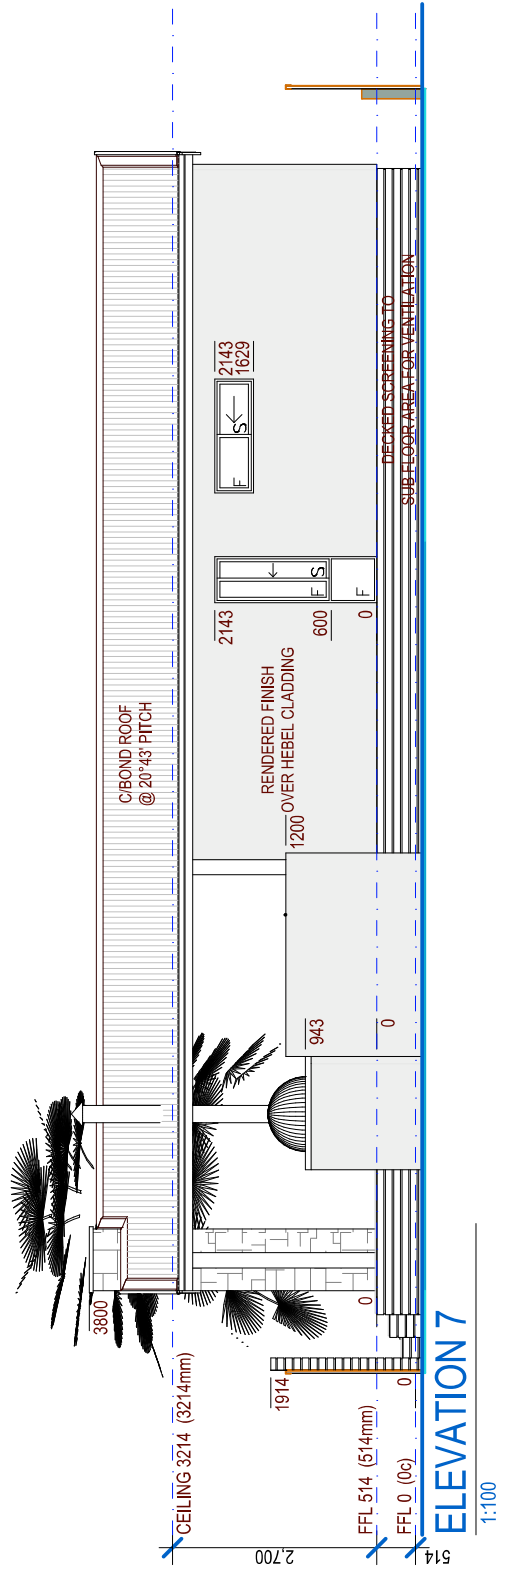 C/BOND ROOF
@ 20°43' PITCH
3800
CEILING 3214 (3214mm)
2143
1629
F
S
2143
600
0
F
S
F
RENDERED FINISH
OVER HEBEL CLADDING
1200
943
0
0
1914
0
DECKED SCREENING TO
SUB FLOOR AREA FOR VENTILATION
FFL 514 (514mm)
FFL 0 (0c)
2,700
514
ELEVATION 7
1:100